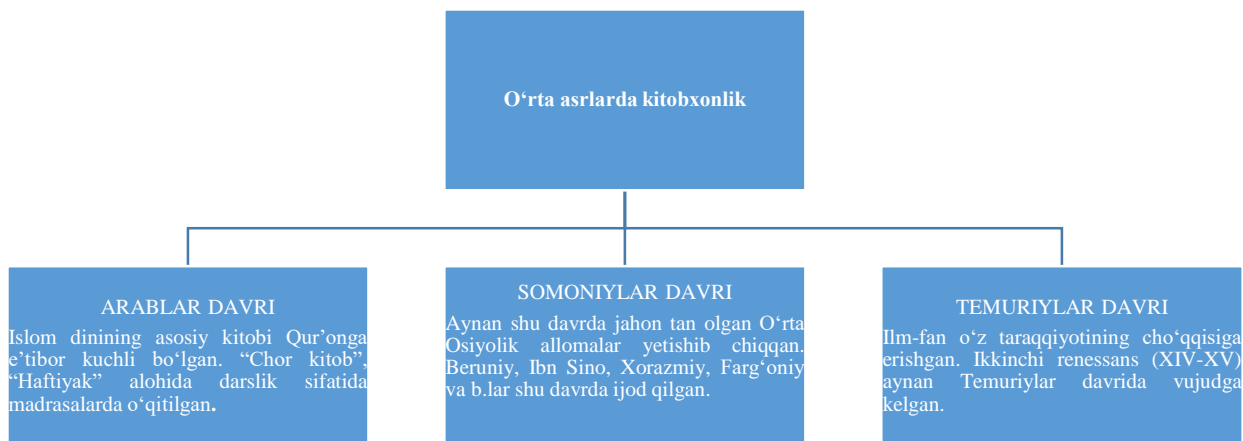 O‘rta asrlarda kitobxonlik
ARABLAR DAVRI
Islom dinining asosiy kitobi Qur’onga
e’tibor kuchli bo‘lgan. “Chor kitob”,
“Haftiyak” alohida darslik sifatida
madrasalarda o‘qitilgan.
SOMONIYLAR DAVRI
Aynan shu davrda jahon tan olgan O‘rta
Osiyolik allomalar yetishib chiqqan.
Beruniy, Ibn Sino, Xorazmiy, Farg‘oniy
va b.lar shu davrda ijod qilgan.
TEMURIYLAR DAVRI
Ilm-fan o‘z taraqqiyotining cho‘qqisiga
erishgan. Ikkinchi renessans (XIV-XV)
aynan Temuriylar davrida vujudga
kelgan.